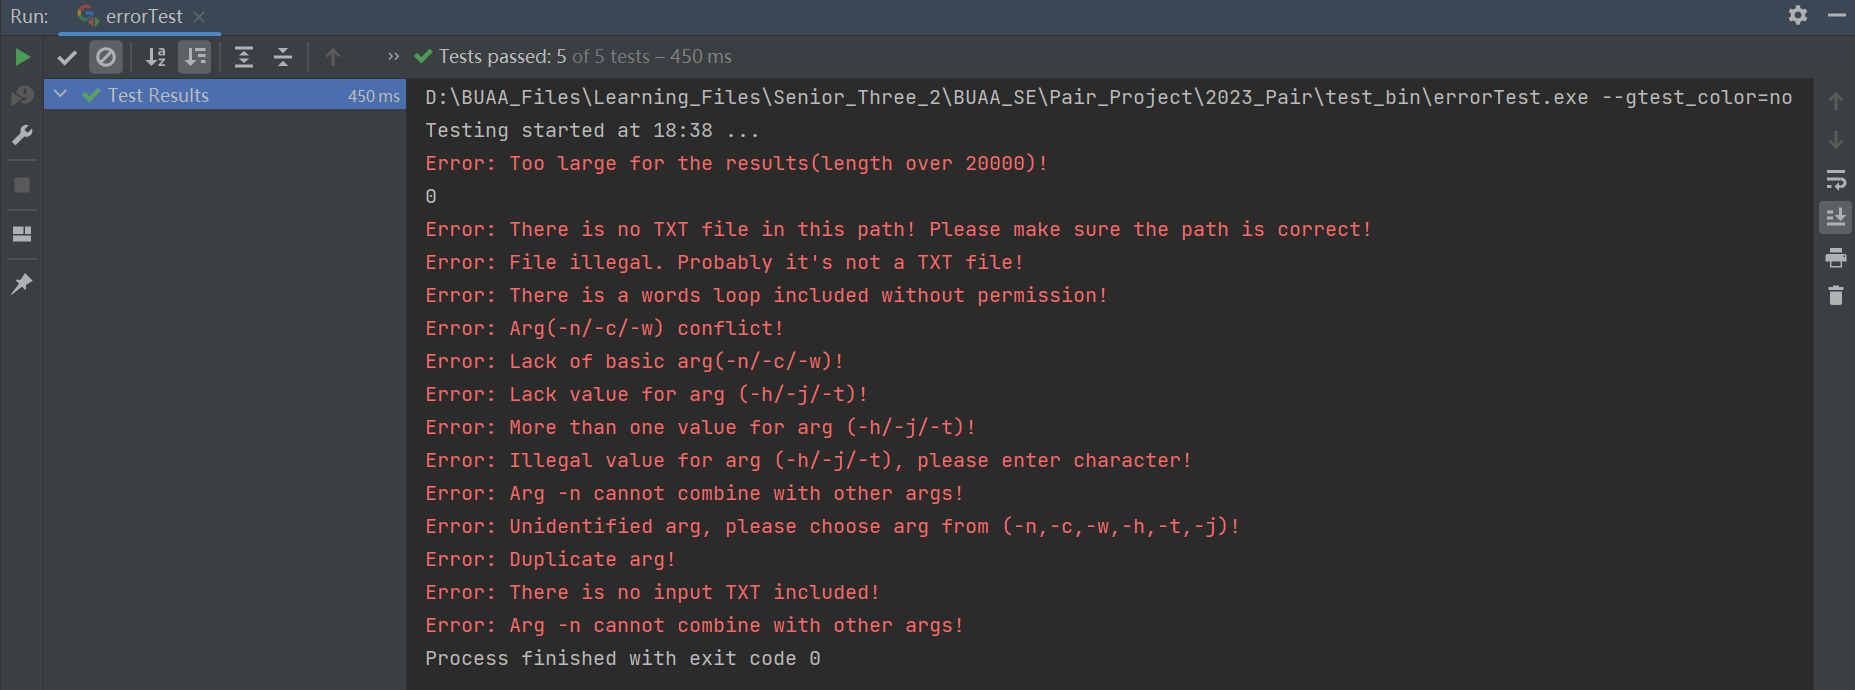 Run: errorTest
Tests passed: 5 of 5 tests – 450 ms
Test Results 450 ms
D:\BUAA_Files\Learning_Files\Senior_Three_2\BUAA_SE\Pair_Project\2023_Pair\test_bin\errorTest.exe --gtest_color=no
Testing started at 18:38 ...
Error: Too large for the results(length over 20000)!
0
Error: There is no TXT file in this path! Please make sure the path is correct!
Error: File illegal. Probably it's not a TXT file!
Error: There is a words loop included without permission!
Error: Arg(-n/-c/-w) conflict!
Error: Lack of basic arg(-n/-c/-w)!
Error: Lack value for arg (-h/-j/-t)!
Error: More than one value for arg (-h/-j/-t)!
Error: Illegal value for arg (-h/-j/-t), please enter character!
Error: Arg -n cannot combine with other args!
Error: Unidentified arg, please choose arg from (-n,-c,-w,-h,-t,-j)!
Error: Duplicate arg!
Error: There is no input TXT included!
Error: Arg -n cannot combine with other args!
Process finished with exit code 0